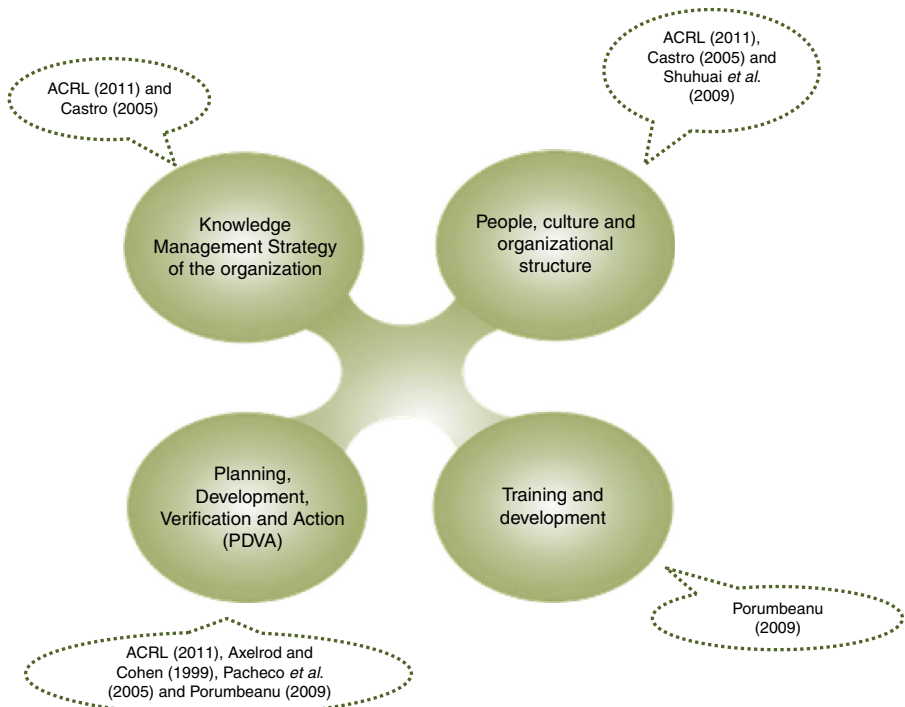 ACRL (2011) and
Castro (2005)
ACRL (2011),
Castro (2005) and
Shuhuai et al.
(2009)
Knowledge
Management Strategy
of the organization
People, culture and
organizational
structure
Planning,
Development,
Verification and Action
(PDVA)
Training and
development
ACRL (2011), Axelrod and
Cohen (1999), Pacheco et al.
(2005) and Porumbeanu (2009)
Porumbeanu
(2009)